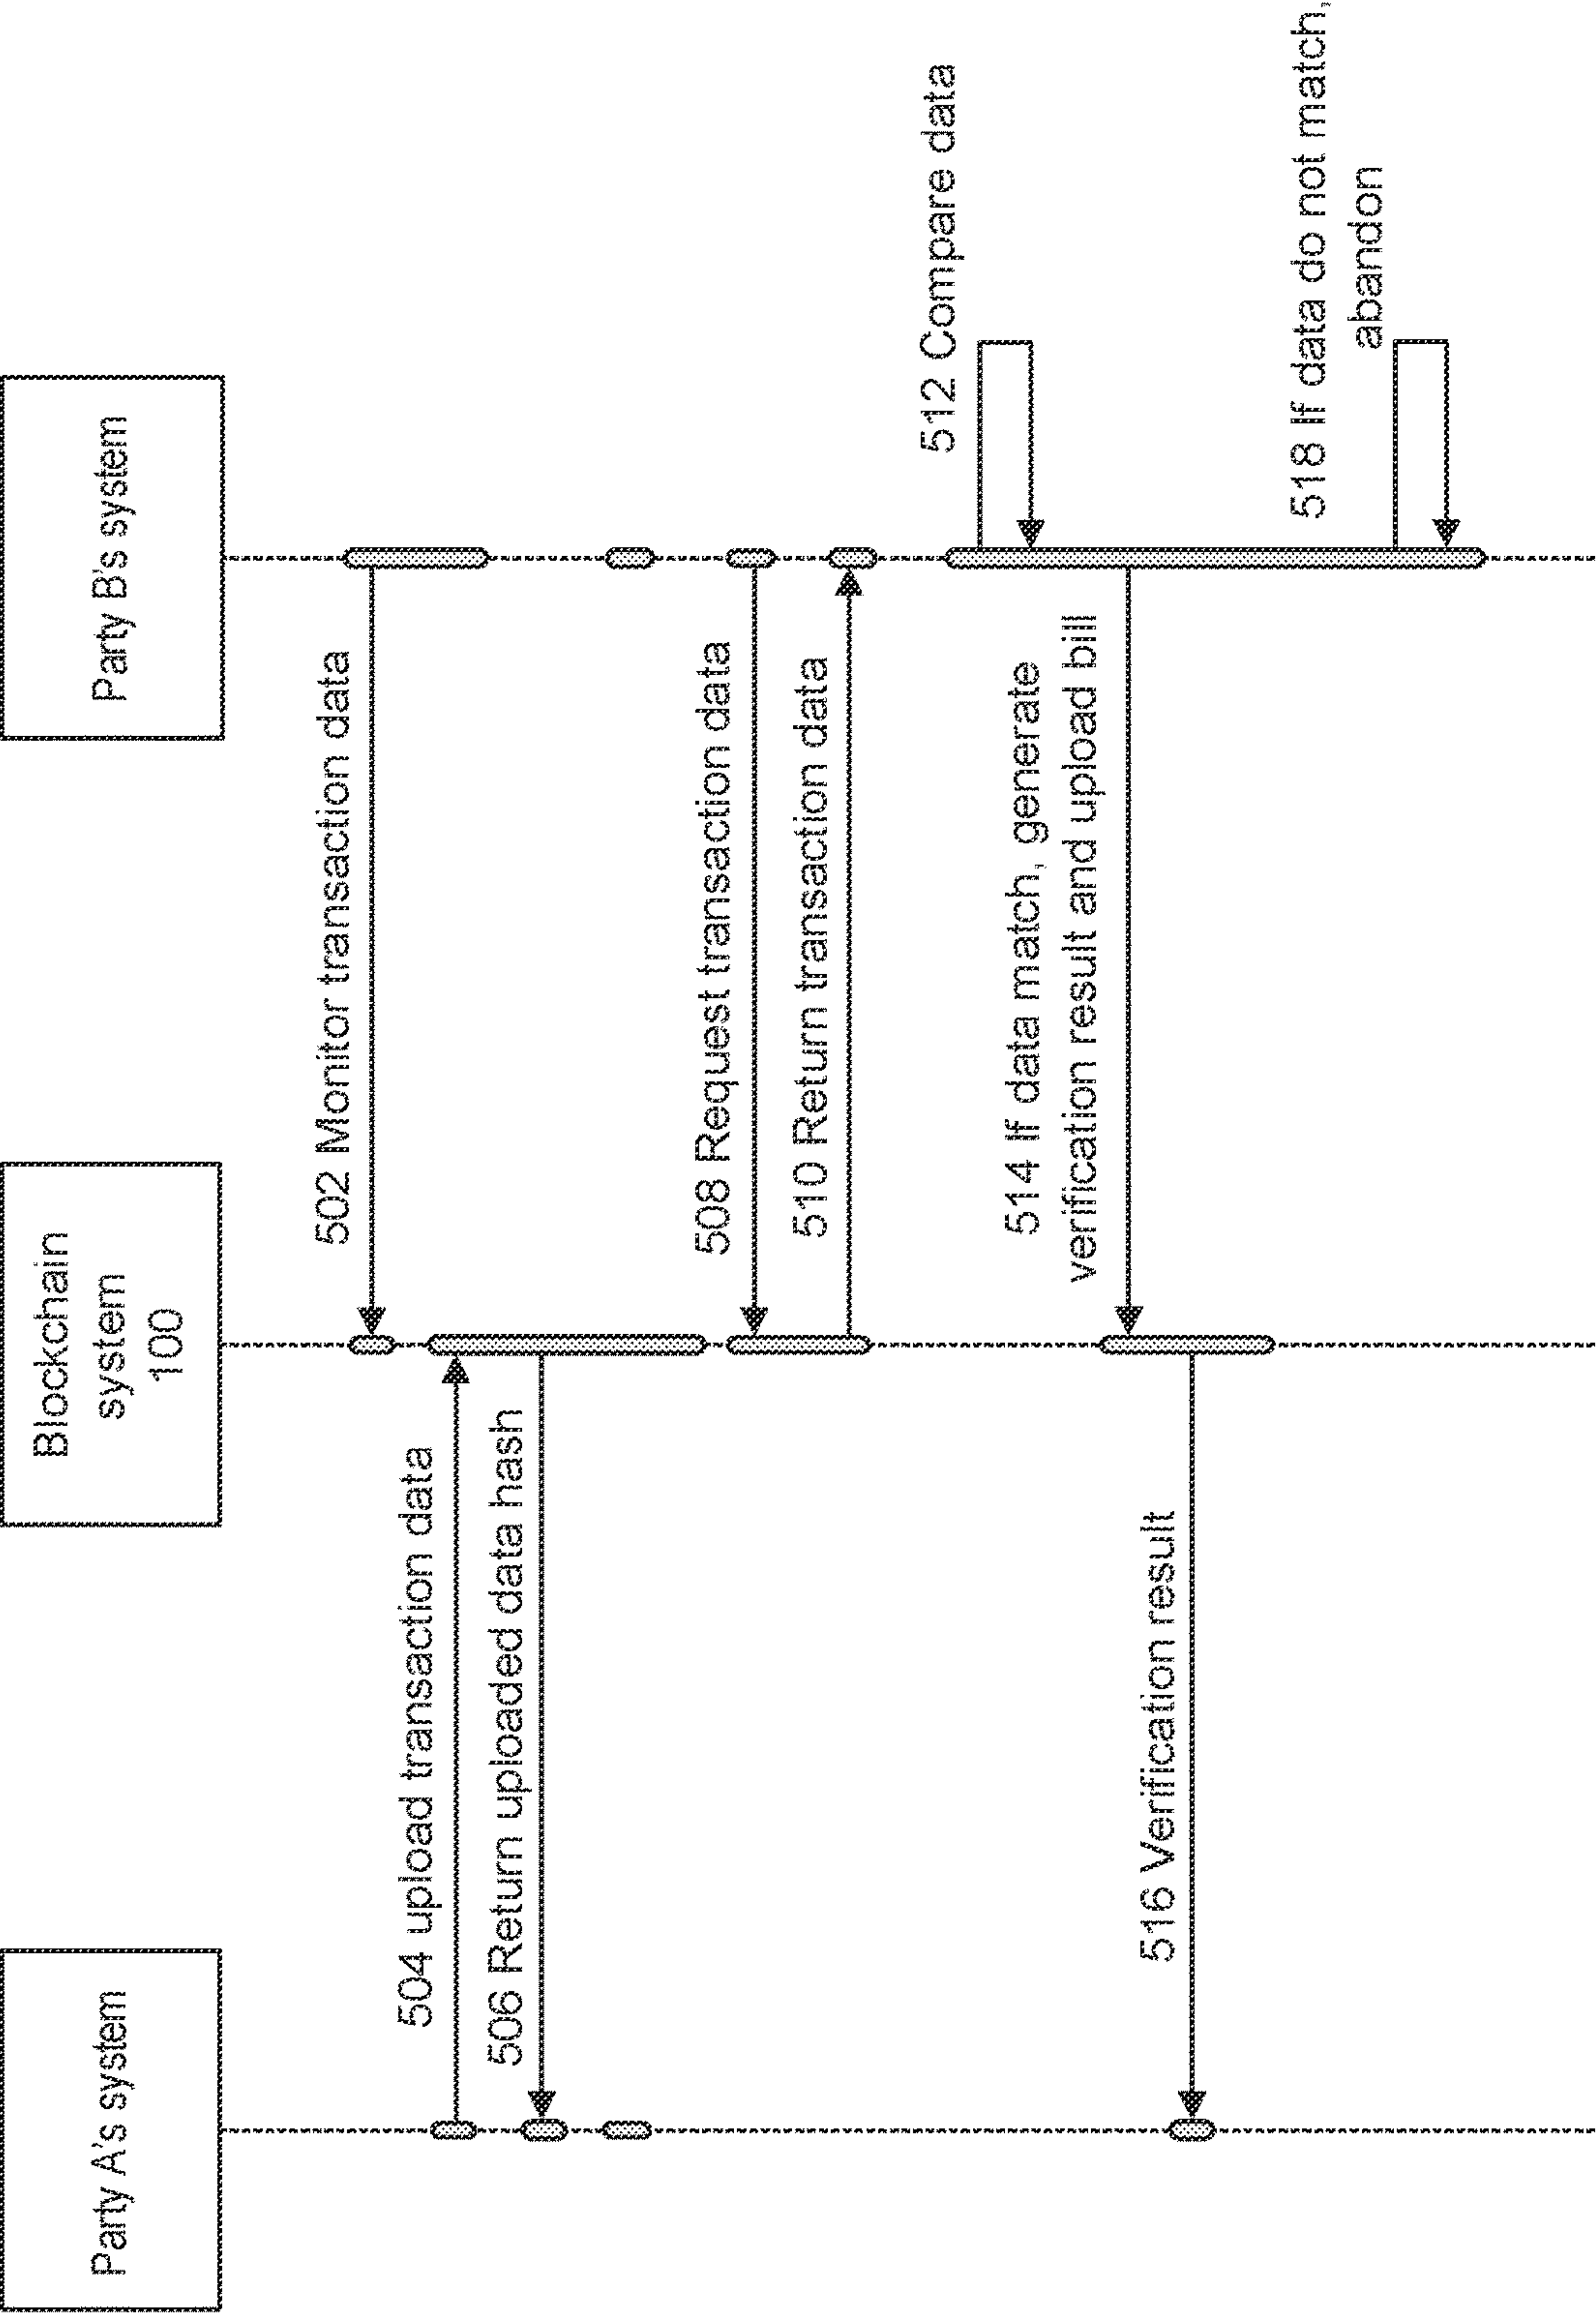 Party A's system
Blockchain
system
100
Party B's system
502 Monitor transaction data
504 upload transaction data
506 Return uploaded data hash
508 Request transaction data
510 Return transaction data
512 Compare data
514 If data match, generate
verification result and upload bill
516 Verification result
518 If data do not match,
abandon